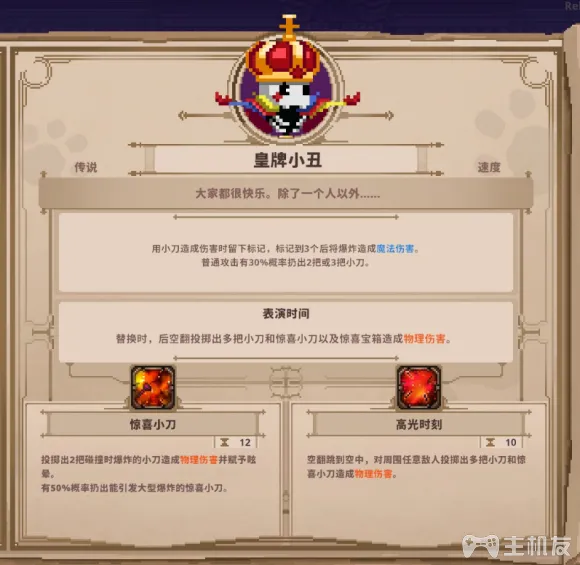 Re
皇牌小丑
传说
速度
大家都很快乐。除了一个人以外……
用小刀造成伤害时留下标记，标记到3个后将爆炸造成魔法伤害。
普通攻击有30%概率扔出2把或3把小刀。
表演时间
替换时，后空翻投掷出多把小刀和惊喜小刀以及惊喜宝箱造成物理伤害。
惊喜小刀
12
投掷出2把碰撞时爆炸的小刀造成物理伤害并赋予眩
晕。
有50%概率扔出能引发大型爆炸的惊喜小刀。
高光时刻
10
空翻跳到空中，对周围任意敌人投掷出多把小刀和惊
喜小刀造成物理伤害。
主机友